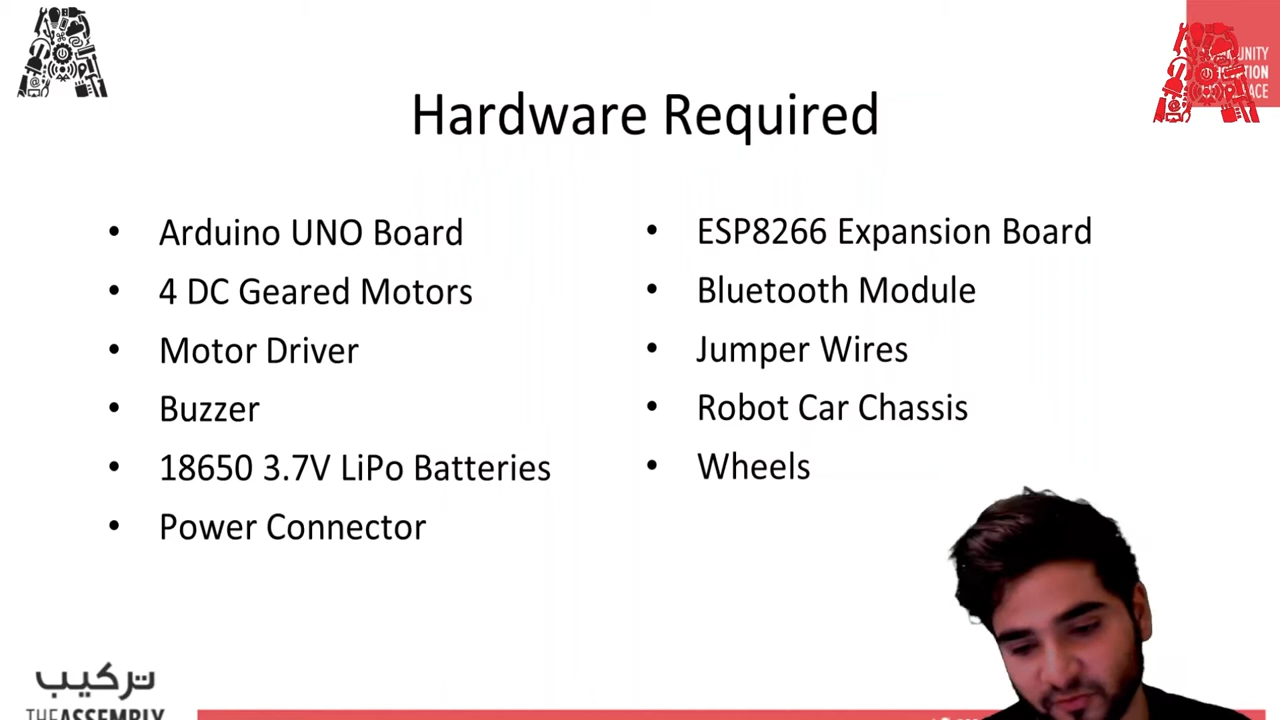 Hardware Required
Arduino UNO Board
4 DC Geared Motors
Motor Driver
Buzzer
18650 3.7V LiPo Batteries
Power Connector
ESP8266 Expansion Board
Bluetooth Module
Jumper Wires
Robot Car Chassis
Wheels
تركيب
THEASSEMBLY